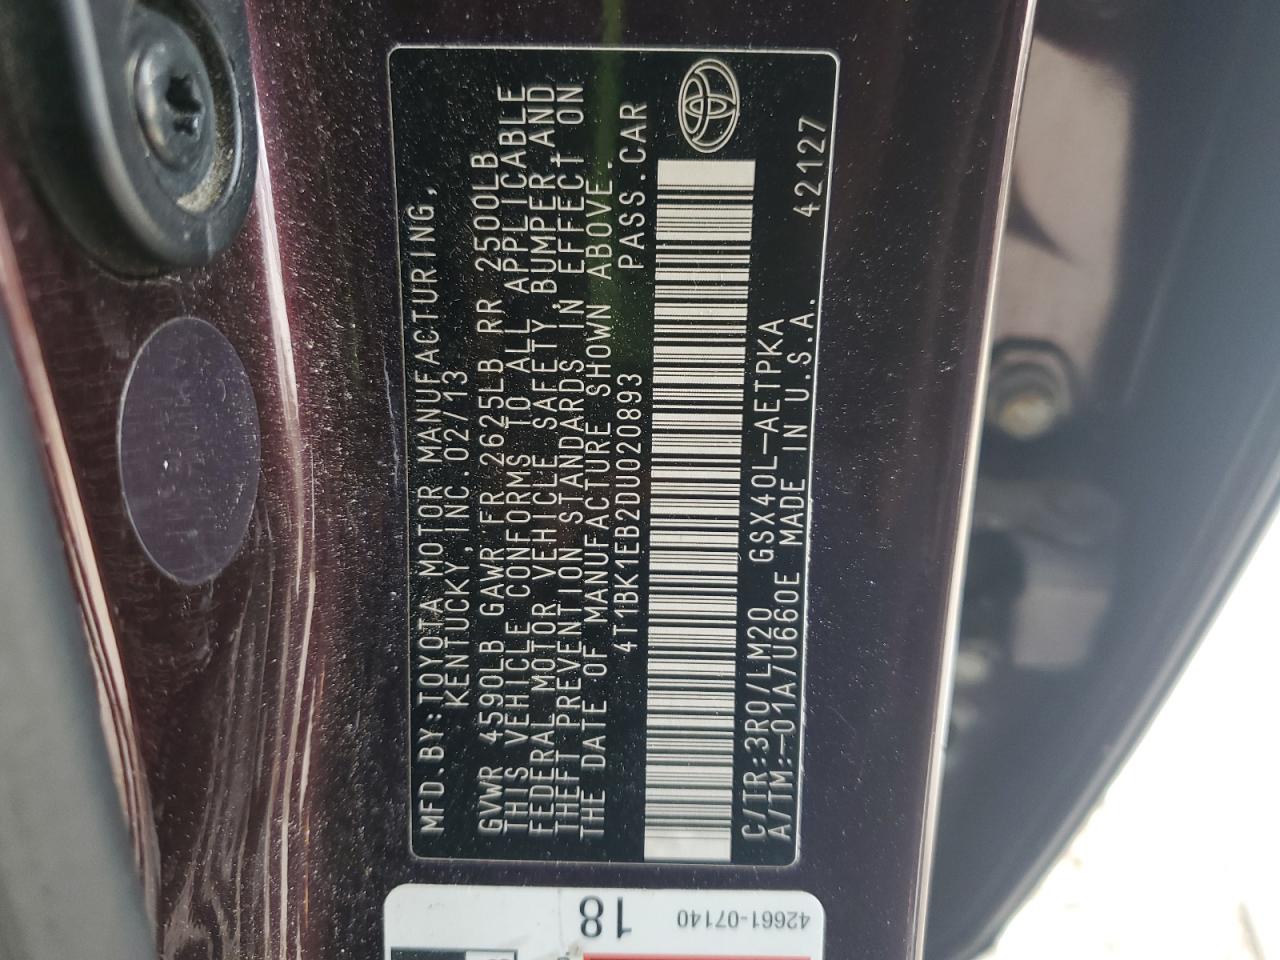 MFD.BY:TOYOTA MOTOR MANUFACTURING,
KENTUCKY, INC. 02/13
GVWR 4590LB GAWR FR 2625LB RR 2500LB
THIS VEHICLE CONFORMS TO ALL APPLICABLE
FEDERAL MOTOR VEHICLE SAFETY, BUMPER, AND
THEFT PREVENTION STANDARDS IN EFFECT ON
THE DATE OF MANUFACTURE SHOWN ABOVE.
4T1BK1EB2DU020893 PASS.CAR
C/TR:3R0/LM20 GSX40L-AETPKA
A/TM:-01A/U660E MADE IN U.S.A. 42127
42661-07140
18